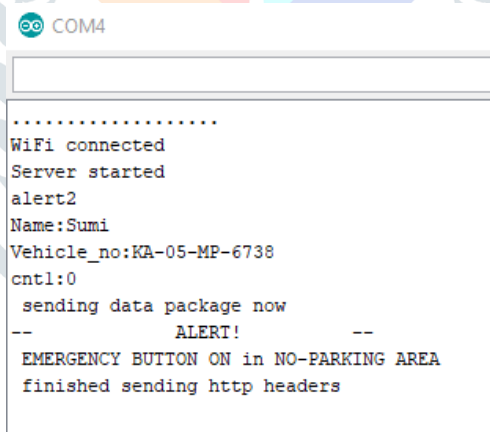 COM4
...................
WiFi connected
Server started
alert2
Name:Sumi
Vehicle_no:KA-05-MP-6738
cnt1:0
 sending data package now
--             ALERT!          --
 EMERGENCY BUTTON ON in NO-PARKING AREA
 finished sending http headers